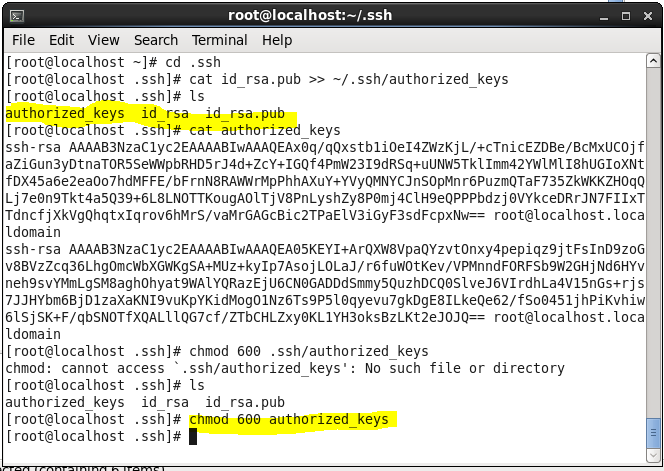 root@localhost:~/.ssh
File Edit View Search Terminal Help
[root@localhost ~]# cd .ssh
[root@localhost .ssh]# cat id_rsa.pub >> ~/.ssh/authorized_keys
[root@localhost .ssh]# ls
authorized_keys  id_rsa  id_rsa.pub
[root@localhost .ssh]# cat authorized_keys
ssh-rsa AAAAB3NzaC1yc2EAAAABIwAAAQEAx0q/qQxstb1iOeI4ZWzKjL/+cTnicEZDBe/BcMxUCOjf
aZiGun3yDtnaTOR5SeWWpbRHD5rJ4d+ZcY+IGQf4PmW23I9dRSq+uUNW5TklImm42YWlMlI8hUGIoXNt
fDX45a6e2eaOo7hdMFFE/bFrnN8RAWWrMpPhhAXuY+YVyQMNYCJnSOpMnr6PuzmQTaF735ZkWKKZHOqQ
Lj7e0n9Tkt4a5Q39+6L8LNOTTKougAOlTjV8PnLyshZy8P0mj4ClH9eQPPPbdzj0VYkceDRrJN7FIIxT
TdncfjXkVgQhqtxIqrov6hMrS/vaMrGAGcBic2TPaElV3iGyF3sdFcpxNw== root@localhost.loca
ldomain
ssh-rsa AAAAB3NzaC1yc2EAAAABIwAAAQEA05KEYI+ArQXW8VpaQYzvtOnxy4pepiqz9jtFsInD9zoG
v8BVzZcq36LhgOmcWbXGWKgSA+MUz+kyIp7AsojLOLaJ/r6fuWOtKev/VPMnndFORFSb9W2GHjNd6HYv
neh9svYMmLgSM8aghOhyat9WAlYQRazEjU6CN0GADDdSmmy5QuzhDCQ0SlveJ6VIrdhLa4V15nGs+rjs
7JJHYbm6BjD1zaXaKNI9vuKpYKidMogO1Nz6Ts9P5l0qyevu7gkDgE8ILkeQe62/fSo0451jhPiKvhiw
6lSjSK+F/qbSNOTfXQALllQG7cf/ZTbCHLZxy0KL1YH3oksBzLKt2eJOJQ== root@localhost.loca
ldomain
[root@localhost .ssh]# chmod 600 .ssh/authorized_keys
chmod: cannot access `.ssh/authorized_keys': No such file or directory
[root@localhost .ssh]# ls
authorized_keys  id_rsa  id_rsa.pub
[root@localhost .ssh]# chmod 600 authorized_keys
[root@localhost .ssh]#
(containing 6 items)